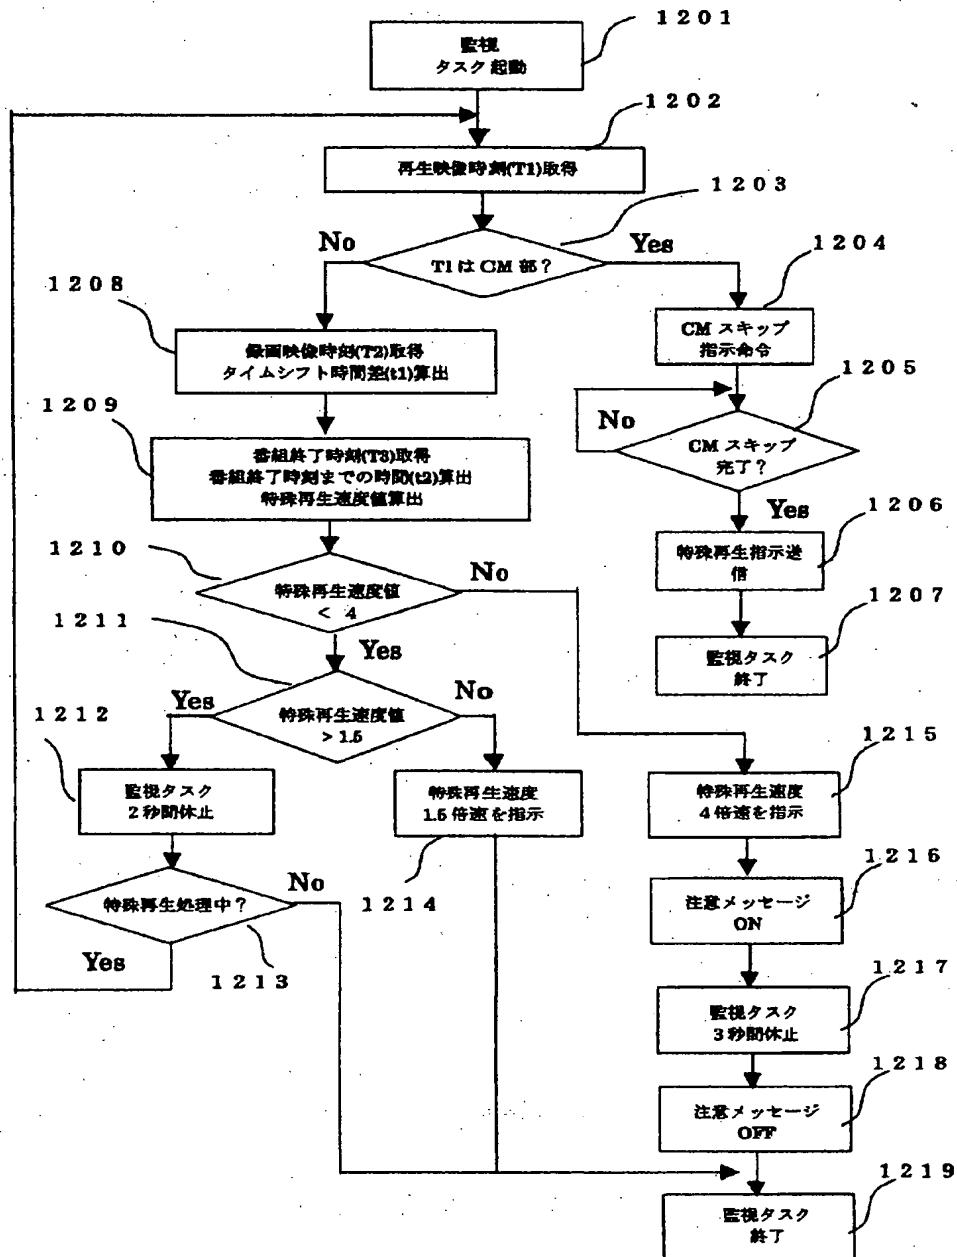 1201
監視
タスク起動
1202
再生映像時刻(T1)取得
1203
No
Yes
T1はCM部?
1204
CMスキップ
指示命令
1208
録画映像時刻(T2)取得
タイムシフト時間差(t1)算出
1205
No
CMスキップ
完了?
Yes
1209
番組終了時刻(T3)取得
番組終了時刻までの時間(t2)算出
特殊再生速度値算出
1206
特殊再生指示送
信
1210
特殊再生速度値
< 4
No
Yes
1207
監視タスク
終了
1211
特殊再生速度値
>1.5
Yes
No
1212
監視タスク
2秒間休止
1214
特殊再生速度
1.5倍速を指示
1215
特殊再生速度
4倍速を指示
1213
特殊再生処理中?
No
Yes
1216
注意メッセージ
ON
1217
監視タスク
3秒間休止
1218
注意メッセージ
OFF
1219
監視タスク
終了